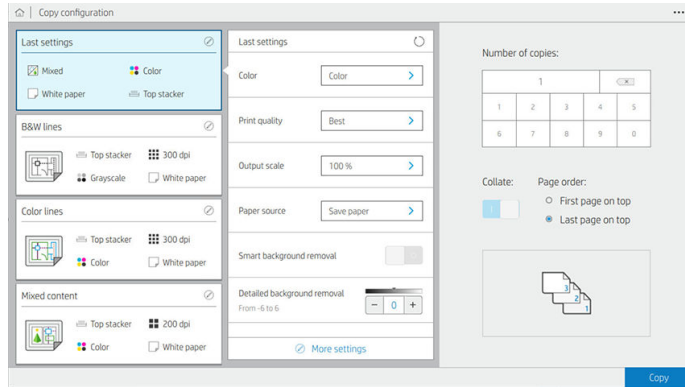 Copy configuration
Last settings
Mixed
Color
White paper
Top stacker
B&W lines
Top stacker
300 dpi
Grayscale
White paper
Color lines
Top stacker
300 dpi
Color
White paper
Mixed content
Top stacker
200 dpi
Color
White paper
Last settings
Color
Color
Print quality
Best
Output scale
100 %
Paper source
Save paper
Smart background
removal
Detailed background removal
From -6 to 6
− 0 +
More settings
Number of copies:
1
1 2 3 4 5
6 7 8 9 0
Collate:
Page order:
First page on top
Last page on top
3
2
1
Copy